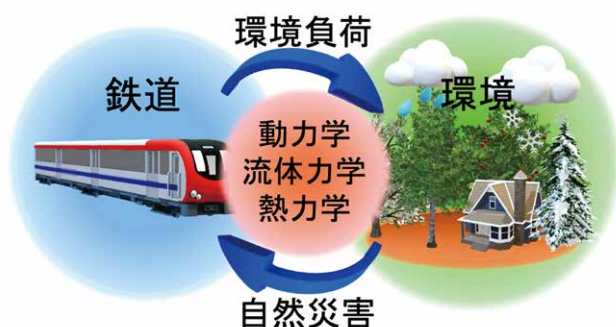 環境負荷
鉄道
環境
動力学
流体力学
熱力学
自然災害